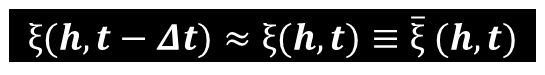 ξ(h, t − Δt) ≈ ξ(h, t) ≡ ξ̄ (h, t)